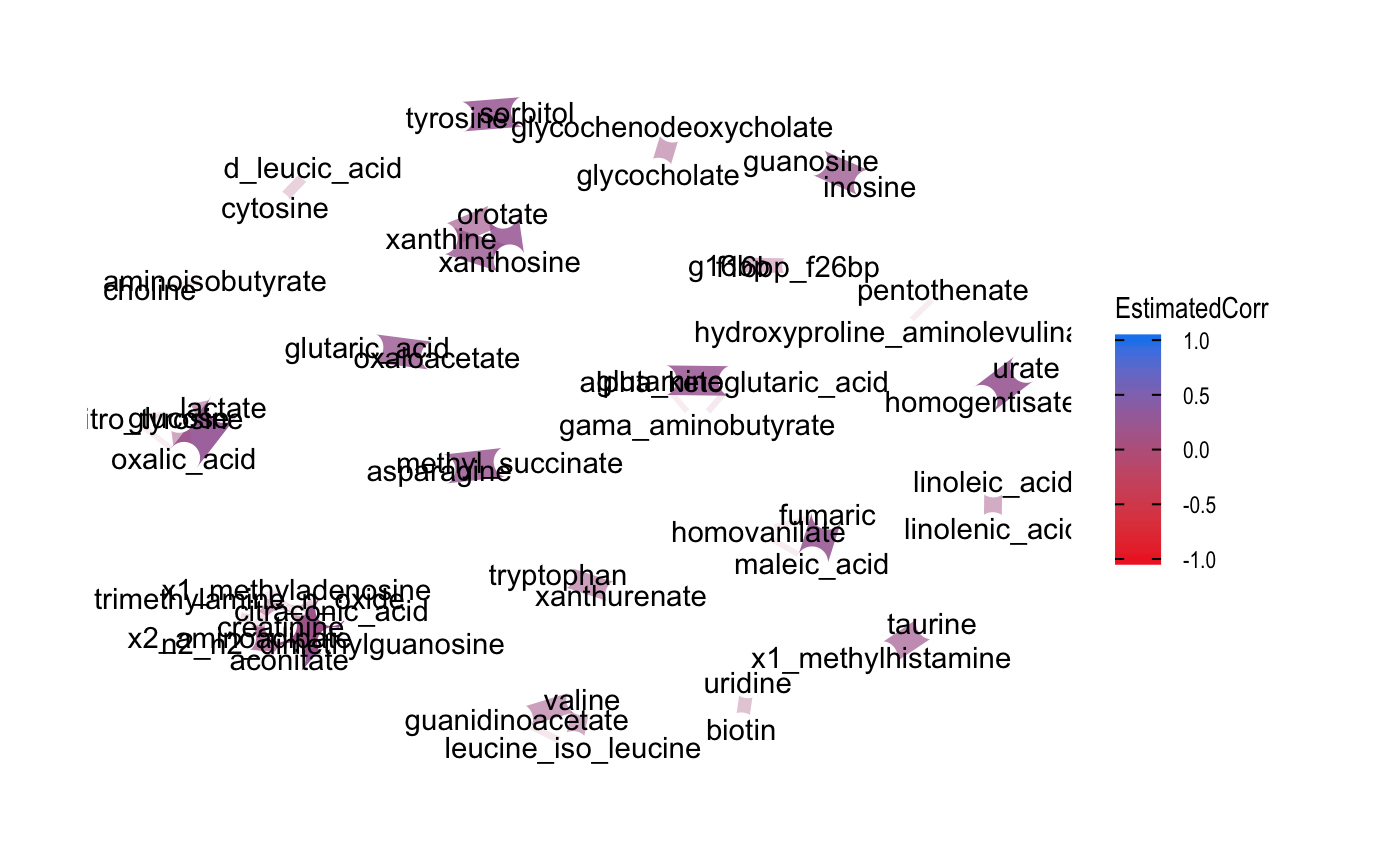 sorbitol
tyrosine
glycochenodeoxycholate
guanosine
d_leucic_acid
glycocholate
inosine
cytosine
orotate
xanthine
xanthosine
f16bp_f26bp
aminoisobutyrate
choline
pentothenate
hydroxyproline_aminolevulina
EstimatedCorr
1.0
0.5
0.0
-0.5
-1.0
glutaric_acid
oxaloacetate
urate
glutamine
alpha_ketoglutaric_acid
homogentisate
lactate
glucose
itro_tyrosine
gama_aminobutyrate
oxalic_acid
methyl_succinate
asparagine
linoleic_acid
fumaric
linolenic_acid
homovanilate
maleic_acid
tryptophan
xanthurenate
x1_methyladenosine
trimethylamine_n_oxide
citraconic_acid
creatinine
x2_aminoadipate
n2_n2_dimethylguanosine
aconitate
taurine
x1_methylhistamine
uridine
valine
guanidinoacetate
biotin
leucine_iso_leucine